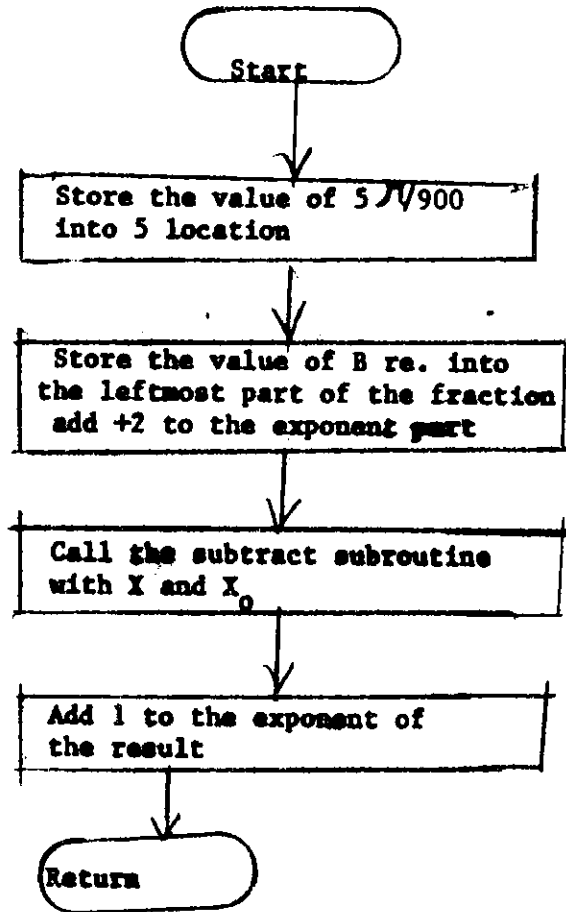 Start
Store the value of 5π/900
into 5 location
Store the value of B re. into
the leftmost part of the fraction
add +2 to the exponent part
Call the subtract subroutine
with X and X₀
Add 1 to the exponent of
the result
Return